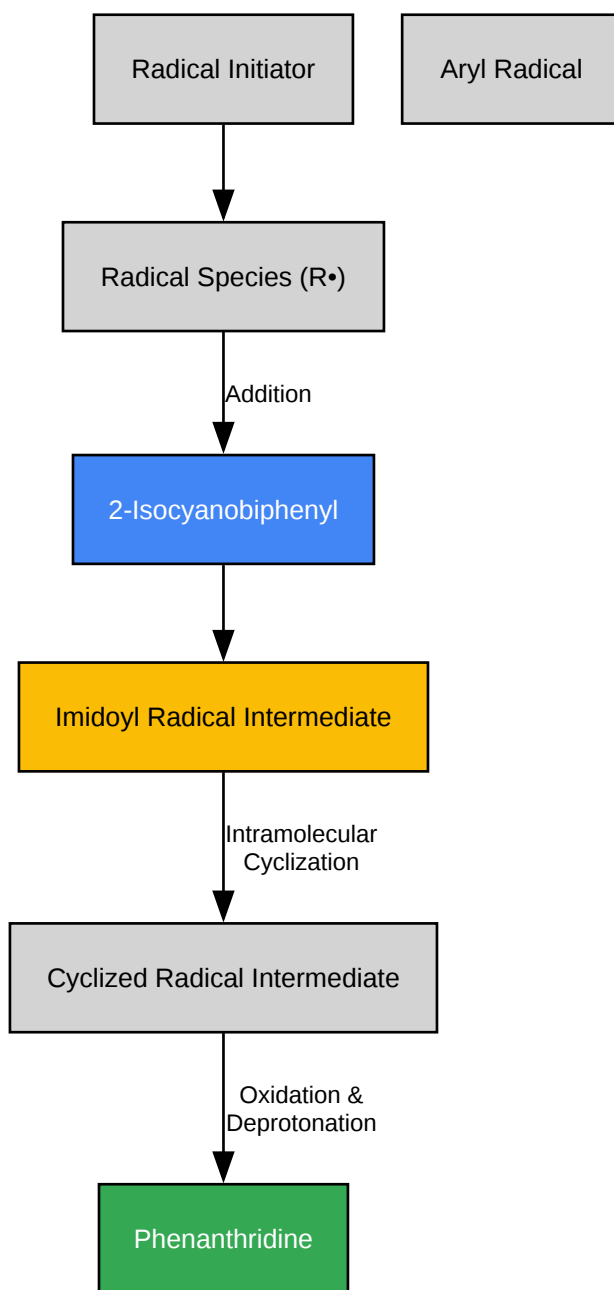 Radical Initiator
Aryl Radical
Radical Species (R•)
Addition
2-Isocyanobiphenyl
Imidoyl Radical Intermediate
Intramolecular
Cyclization
Cyclized Radical Intermediate
Oxidation &
Deprotonation
Phenanthridine